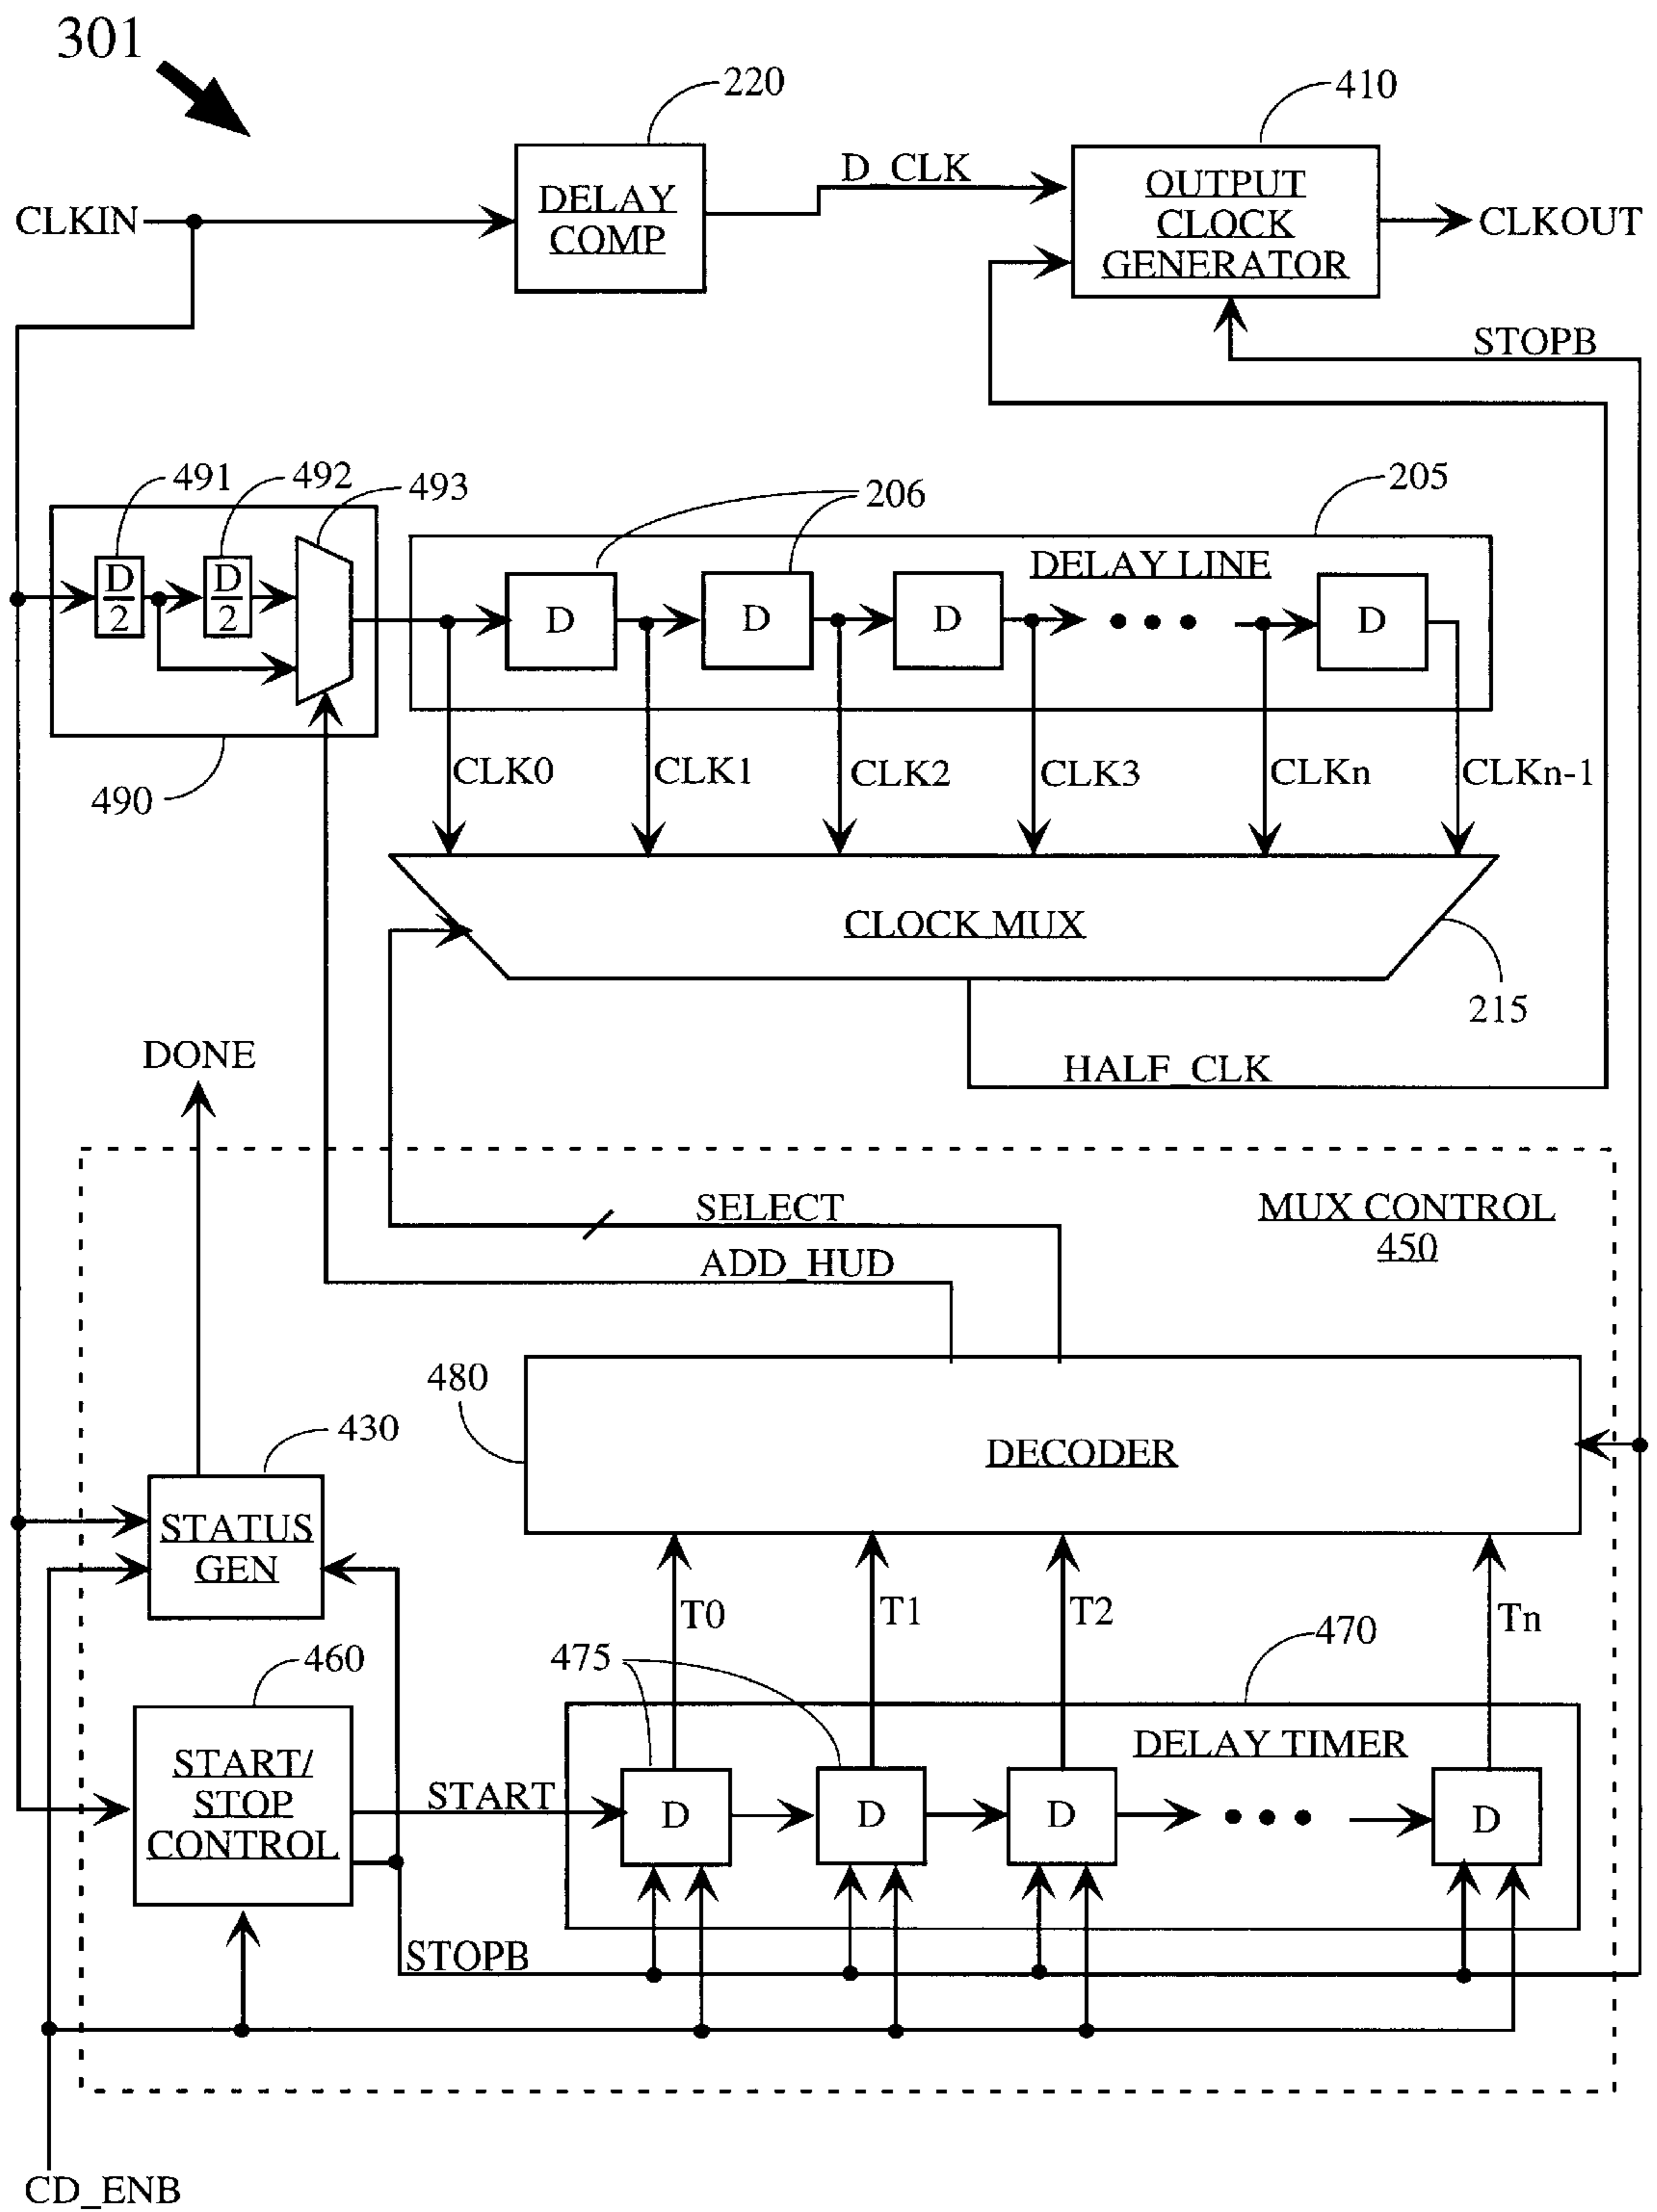 301
220
410
CLKIN
DELAY
COMP
D_CLK
OUTPUT
CLOCK
GENERATOR
CLKOUT
STOPB
491
492
493
206
205
D
2
D
2
DELAY LINE
D
D
D
D
490
CLK0
CLK1
CLK2
CLK3
CLKn
CLKn-1
CLOCK MUX
215
DONE
HALF_CLK
SELECT
MUX CONTROL
450
ADD_HUD
480
DECODER
430
STATUS
GEN
T0
T1
T2
Tn
460
475
470
START/
STOP
CONTROL
START
DELAY TIMER
D
D
D
D
STOPB
CD_ENB